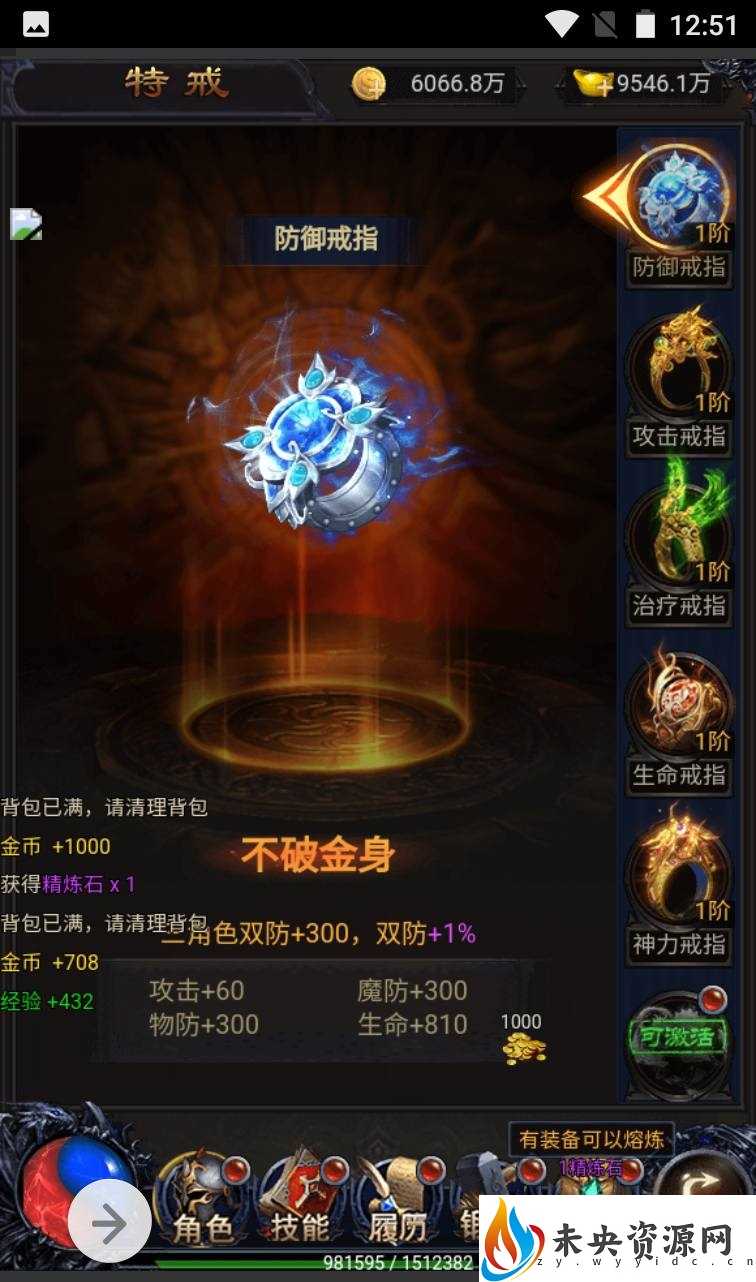 12:51
特戒
6066.8万
9546.1万
防御戒指
1阶
防御戒指
1阶
攻击戒指
1阶
治疗戒指
1阶
生命戒指
1阶
神力戒指
可激活
背包已满，请清理背包
金币 +1000
获得精炼石 x 1
背包已满，请清理背包
金币 +708
经验 +432
不破金身
三角色双防+300，双防+1%
攻击+60 魔防+300
物防+300 生命+810
1000
有装备可以熔炼
1精炼石
角色 技能 履历
981595 / 1512382
未央资源网
zy.wyyidc.cn